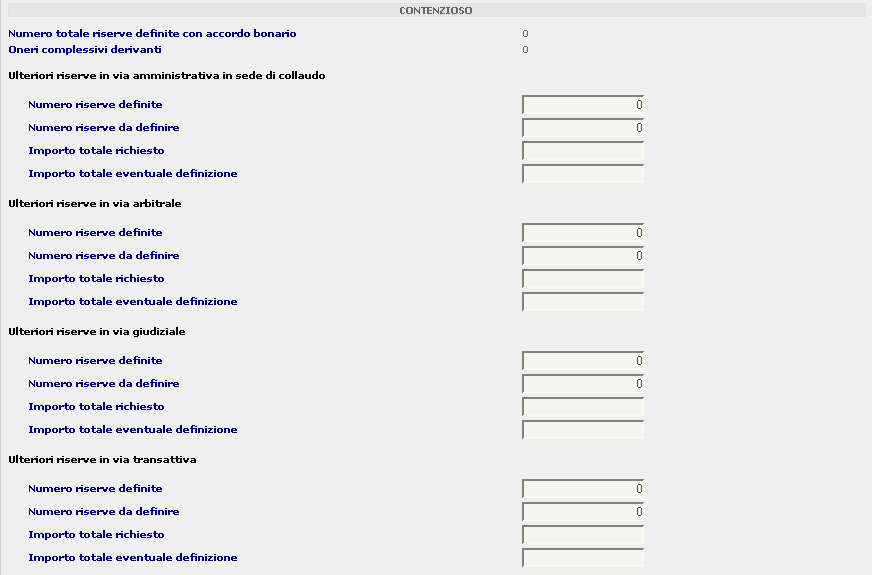 CONTENZIOSO
Numero totale riserve definite con accordo bonario 0
Oneri complessivi derivanti 0
Ulteriori riserve in via amministrativa in sede di collaudo
Numero riserve definite 0
Numero riserve da definire 0
Importo totale richiesto
Importo totale eventuale definizione
Ulteriori riserve in via arbitrale
Numero riserve definite 0
Numero riserve da definire 0
Importo totale richiesto
Importo totale eventuale definizione
Ulteriori riserve in via giudiziale
Numero riserve definite 0
Numero riserve da definire 0
Importo totale richiesto
Importo totale eventuale definizione
Ulteriori riserve in via transattiva
Numero riserve definite 0
Numero riserve da definire 0
Importo totale richiesto
Importo totale eventuale definizione